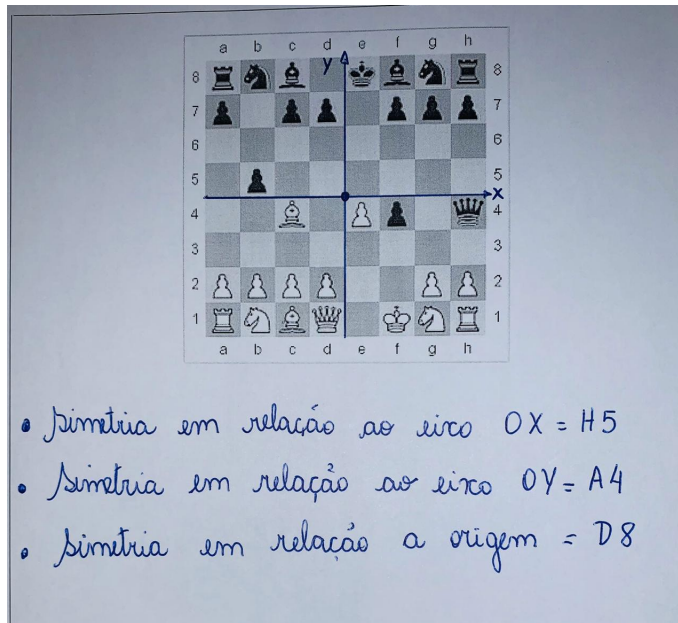 a b c d y e f g h
8 8
7 7
6 6
5 5
x
4 4
3 3
2 2
1 1
a b c d e f g h
• simetria em relação ao eixo OX = H5
• simetria em relação ao eixo OY = A4
• simetria em relação a origem = D8